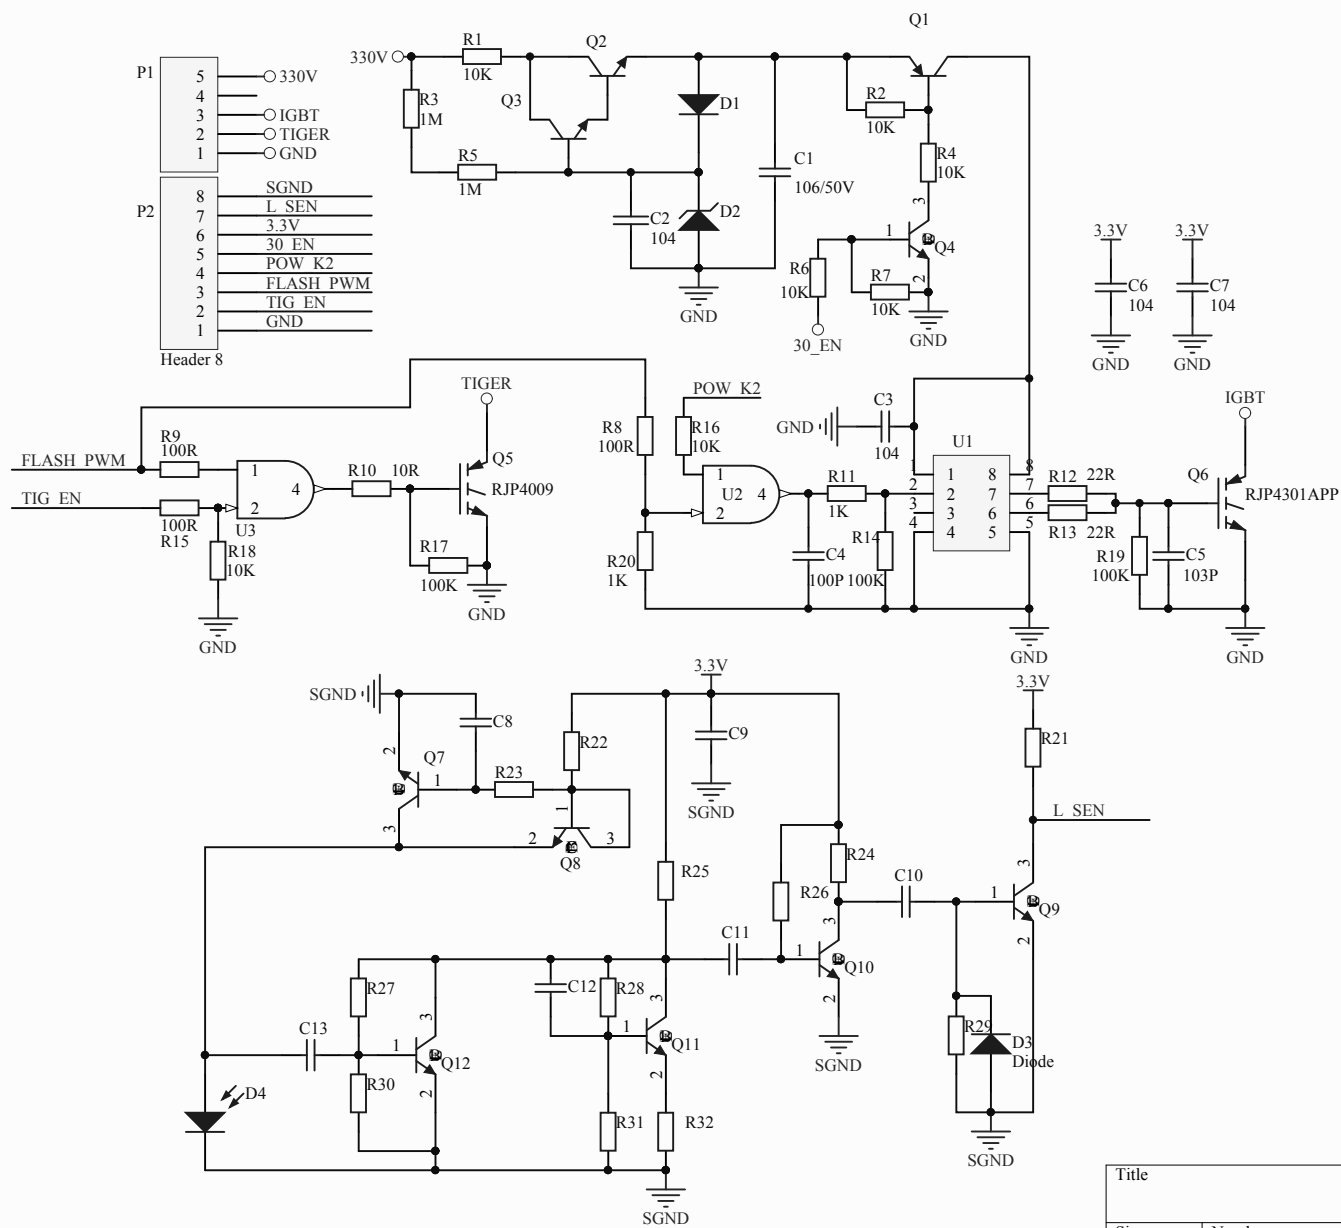 Q1
P1
5
330V
4
3
IGBT
2
TIGER
1
GND
P2
8
SGND
7
L_SEN
6
3.3V
5
30_EN
4
POW_K2
3
FLASH_PWM
2
TIG_EN
1
GND
Header 8
330V
R1
10K
Q2
Q3
R3
1M
R5
1M
D1
C2
104
D2
C1
106/50V
GND
R2
10K
R4
10K
3
1
Q4
2
R6
10K
R7
10K
30_EN
GND
3.3V
C6
104
GND
3.3V
C7
104
GND
FLASH_PWM
TIG_EN
R9
100R
100R
R15
1
2
4
U3
R18
10K
GND
R10
10R
TIGER
Q5
RJP4009
R17
100K
GND
R8
100R
R20
1K
POW_K2
R16
10K
1
U2
4
2
R11
1K
C4
100P
R14
100K
GND
C3
104
U1
1
2
3
4
1
2
3
4
8
7
6
5
8
7
6
5
R12
22R
R13
22R
GND
R19
100K
C5
103P
IGBT
Q6
RJP4301APP
GND
SGND
C8
2
Q7
1
3
R23
R22
1
2
3
Q8
3.3V
C9
SGND
R25
R24
R26
C10
C11
3
1
Q10
2
SGND
3.3V
R21
L_SEN
3
1
Q9
2
R29
D3
Diode
SGND
R27
C13
3
1
Q12
2
R30
D4
C12
R28
3
1
Q11
2
R31
R32
SGND
Title